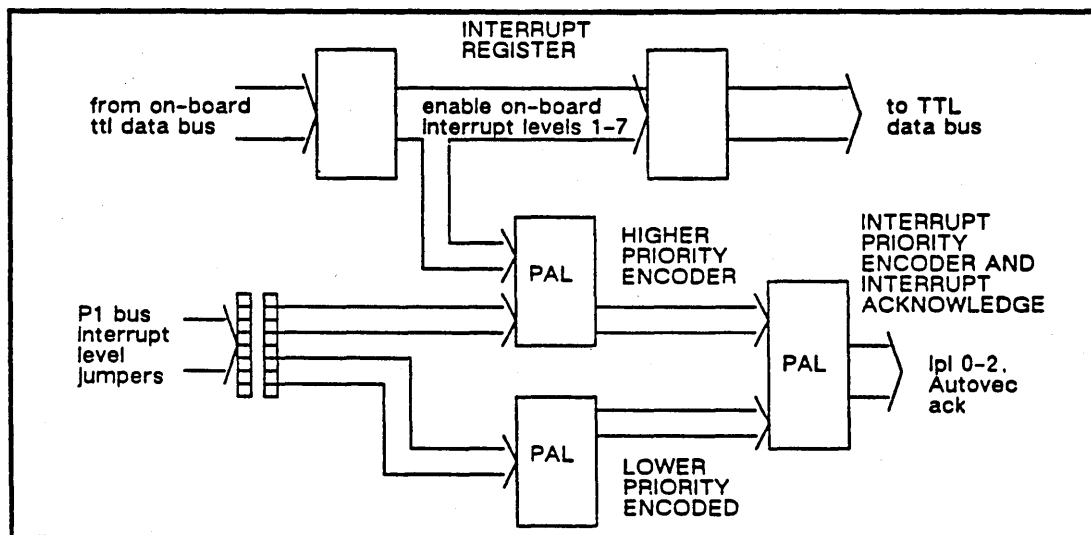 INTERRUPT
REGISTER
from on-board
ttl data bus
enable on-board
interrupt levels 1-7
to TTL
data bus
PAL
HIGHER
PRIORITY
ENCODER
INTERRUPT
PRIORITY
ENCODER AND
INTERRUPT
ACKNOWLEDGE
P1 bus
interrupt
level
jumpers
PAL
Ipl 0-2,
Autovec
ack
PAL
LOWER
PRIORITY
ENCODED